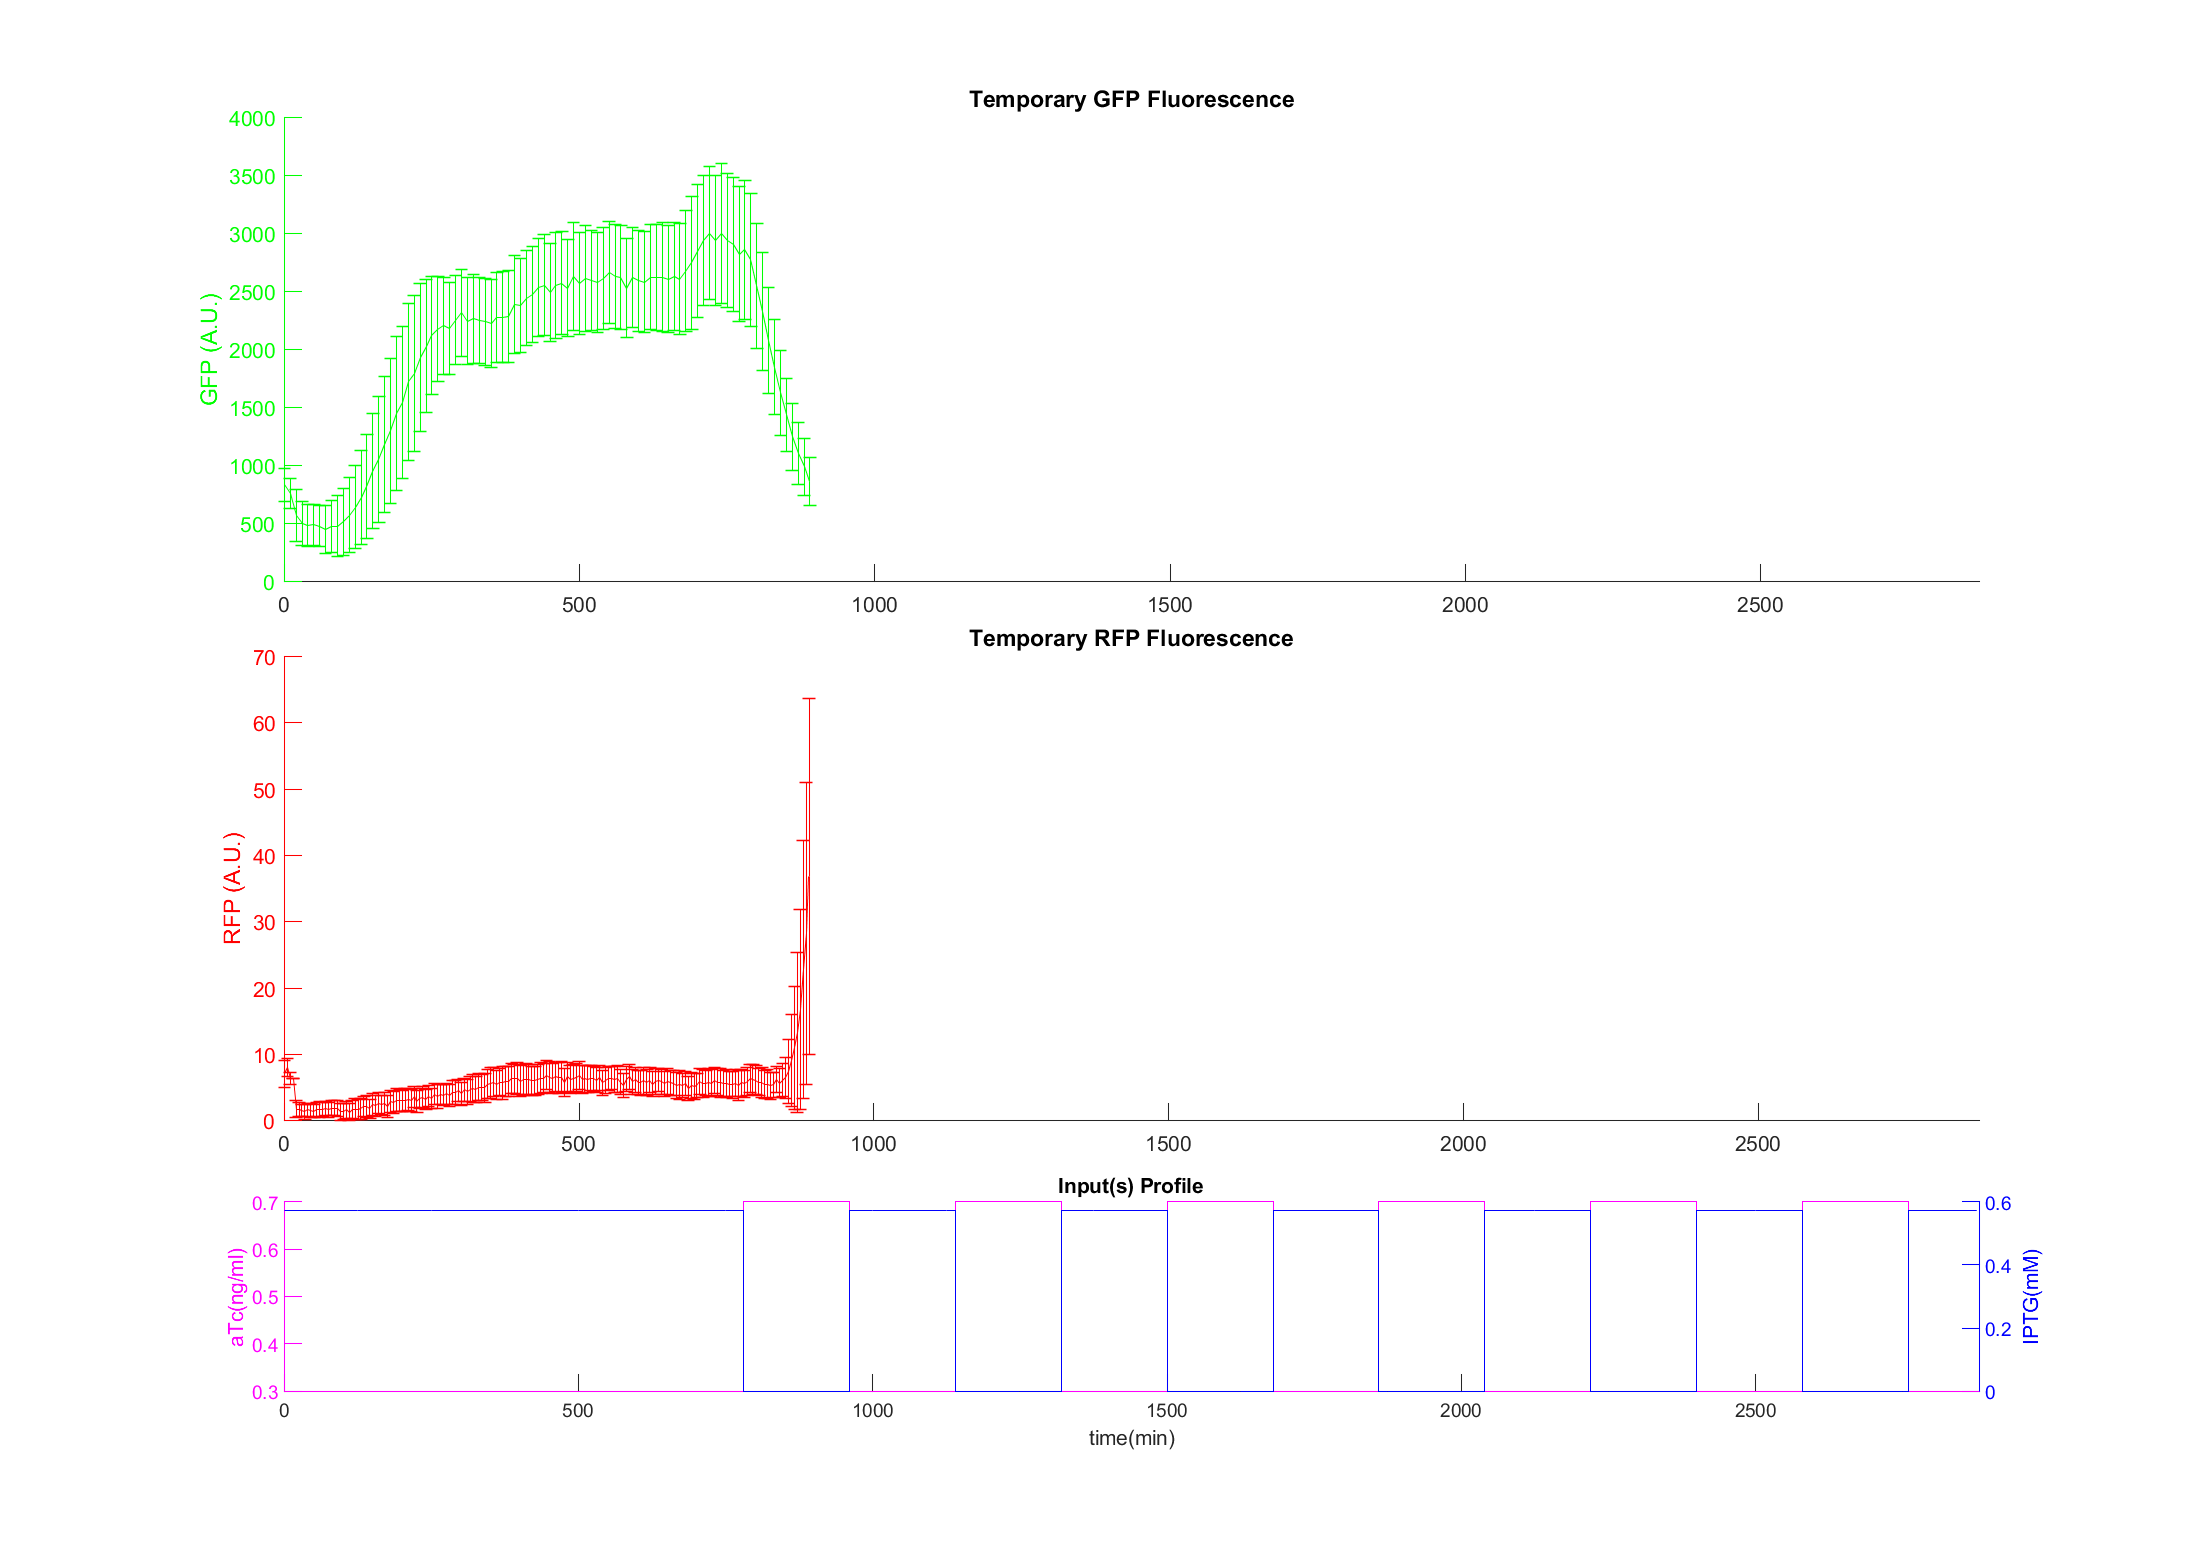 Temporary GFP Fluorescence
4000
3500
3000
2500
2000
1500
1000
500
0
GFP (A.U.)
0 500 1000 1500 2000 2500
Temporary RFP Fluorescence
70
60
50
40
30
20
10
0
RFP (A.U.)
0 500 1000 1500 2000 2500
Input(s) Profile
0.7
0.6
0.5
0.4
0.3
aTc(ng/ml)
0.6
0.4
0.2
0
IPTG(mM)
0 500 1000 1500 2000 2500
time(min)